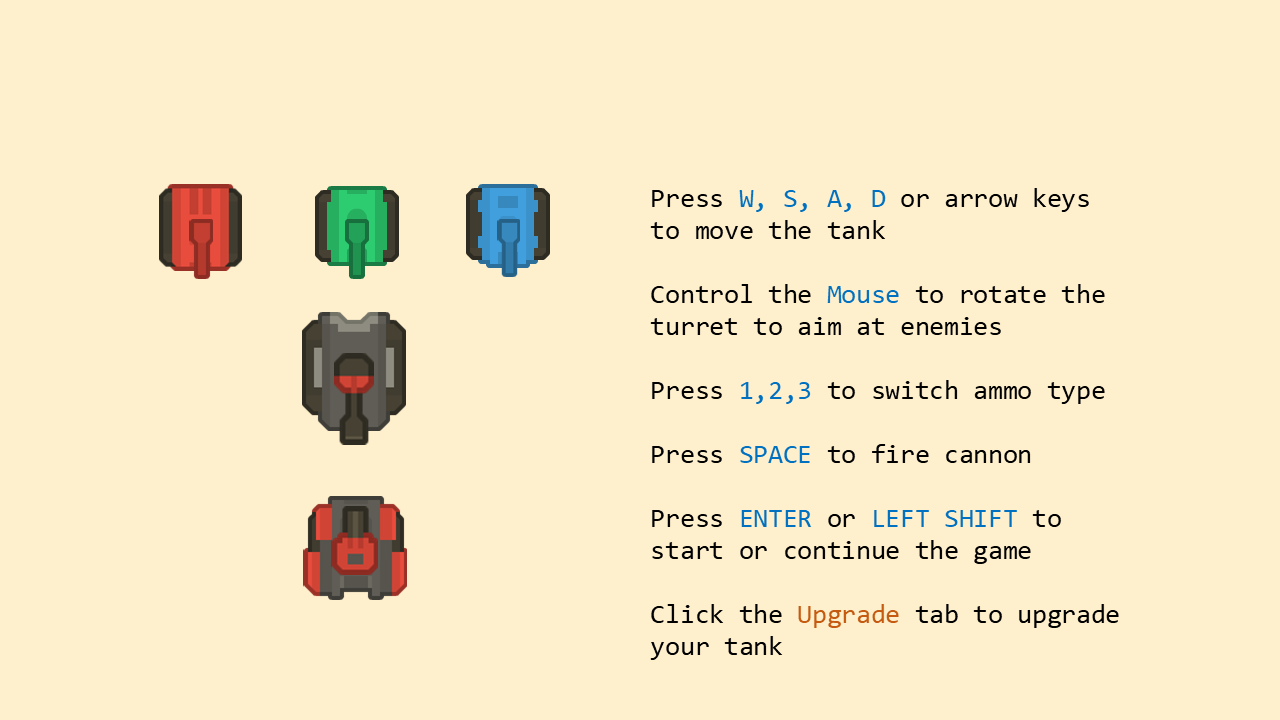 Press W, S, A, D or arrow keys
to move the tank
Control the Mouse to rotate the
turret to aim at enemies
Press 1,2,3 to switch ammo type
Press SPACE to fire cannon
Press ENTER or LEFT SHIFT to
start or continue the game
Click the Upgrade tab to upgrade
your tank